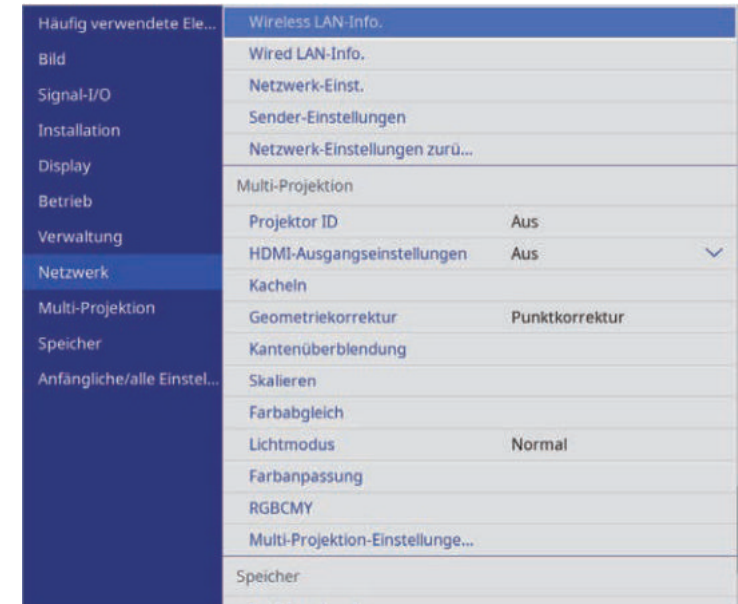 Häufig verwendete Ele...
Bild
Signal-I/O
Installation
Display
Betrieb
Verwaltung
Netzwerk
Multi-Projektion
Speicher
Anfängliche/alle Einstel...
Wireless LAN-Info.
Wired LAN-Info.
Netzwerk-Einst.
Sender-Einstellungen
Netzwerk-Einstellungen zurü...
Multi-Projektion
Projektor ID Aus
HDMI-Ausgangseinstellungen Aus
Kacheln
Geometriekorrektur Punktkorrektur
Kantenüberblendung
Skalieren
Farbabgleich
Lichtmodus Normal
Farbanpassung
RGBCMY
Multi-Projektion-Einstellunge...
Speicher